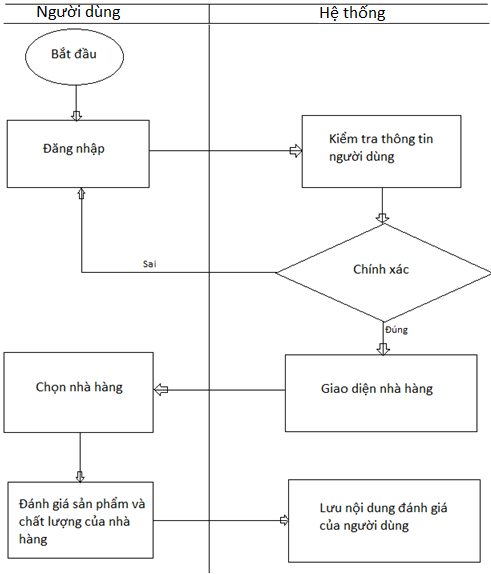 Người dùng
Hệ thống
Bắt đầu
Đăng nhập
Kiểm tra thông tin
người dùng
Chính xác
Sai
Đúng
Giao diện nhà hàng
Chọn nhà hàng
Đánh giá sản phẩm và
chất lượng của nhà
hàng
Lưu nội dung đánh giá
của người dùng